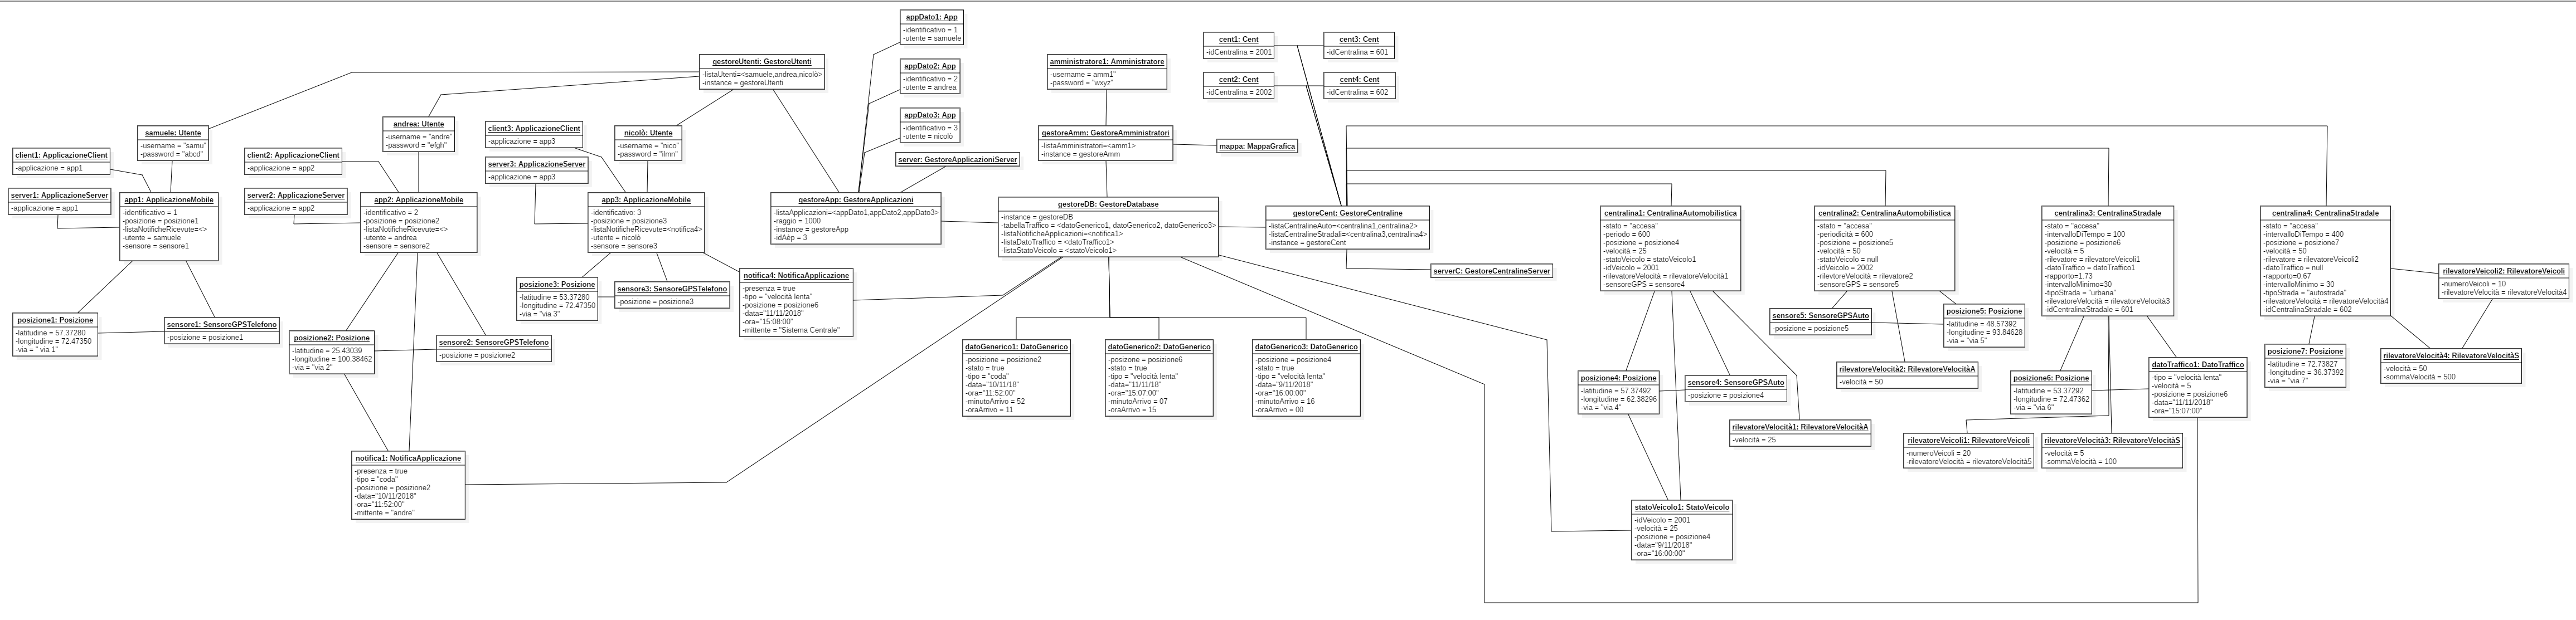 appDato1: App
-identificativo = 1
-utente = samuele
appDato2: App
-identificativo = 2
-utente = andrea
appDato3: App
-identificativo = 3
-utente = nicolò
cent1: Cent
-idCentralina = 2001
cent3: Cent
-idCentralina = 601
cent2: Cent
-idCentralina = 2002
cent4: Cent
-idCentralina = 602
gestoreUtenti: GestoreUtenti
-listaUtenti=<samuele,andrea,nicolò>
-instance = gestoreUtenti
amministratore1: Amministratore
-username = amm1"
-password = "wxyz"
samuele: Utente
-username = "samu"
-password = "abcd"
andrea: Utente
-username = "andre"
-password = "efgh"
client3: ApplicazioneClient
-applicazione = app3
nicolò: Utente
-username = "nico"
-password = "ilmn"
gestoreAmm: GestoreAmministratori
-listaAmministratori=<amm1>
-instance = gestoreAmm
mappa: MappaGrafica
client1: ApplicazioneClient
-applicazione = app1
client2: ApplicazioneClient
-applicazione = app2
server3: ApplicazioneServer
-applicazione = app3
server: GestoreApplicazioniServer
server1: ApplicazioneServer
-applicazione = app1
app1: ApplicazioneMobile
-identificativo = 1
-posizione = posizione1
-listaNotificheRicevute=<>
-utente = samuele
-sensore = sensore1
server2: ApplicazioneServer
-applicazione = app2
app2: ApplicazioneMobile
-identificativo = 2
-posizione = posizione2
-listaNotificheRicevute=<>
-utente = andrea
-sensore = sensore2
app3: ApplicazioneMobile
-identificativo: 3
-posizione = posizione3
-listaNotificheRicevute=<notifica4>
-utente = nicolò
-sensore = sensore3
gestoreApp: GestoreApplicazioni
-listaApplicazioni=<appDato1,appDato2,appDato3>
-raggio = 1000
-instance = gestoreApp
-idAép = 3
gestoreDB: GestoreDatabase
-instance = gestoreDB
-tabellaTraffico = <datoGenerico1, datoGenerico2, datoGenerico3>
-listaNotificheApplicazioni=<notifica1>
-listaDatoTraffico = <datoTraffico1>
-listaStatoVeicolo = <statoVeicolo1>
gestoreCent: GestoreCentraline
-listaCentralineAuto=<centralina1,centralina2>
-listaCentralineStradali=<centralina3,centralina4>
-instance = gestoreCent
serverC: GestoreCentralineServer
centralina1: CentralinaAutomobilistica
-stato = "accesa"
-periodo = 600
-posizione = posizione4
-velocità = 25
-statoVeicolo = statoVeicolo1
-idVeicolo = 2001
-rilevatoreVelocità = rilevatoreVelocità1
-sensoreGPS = sensore4
centralina2: CentralinaAutomobilistica
-stato = "accesa"
-periodicità = 600
-posizione = posizione5
-velocità = 50
-statoVeicolo = null
-idVeicolo = 2002
-rilevtoreVelocità = rilevatore2
-sensoreGPS = sensore5
centralina3: CentralinaStradale
-stato = "accesa"
-intervalloDiTempo = 100
-posizione = posizione6
-velocità = 5
-rilevatore = rilevatoreVeicoli1
-datoTraffico = datoTraffico1
-rapporto=1.73
-intervalloMinimo=30
-tipoStrada = "urbana"
-rilevatoreVelocità = rilevatoreVelocità3
-idCentralinaStradale = 601
centralina4: CentralinaStradale
-stato = "accesa"
-intervalloDiTempo = 400
-posizione = posizione7
-velocità = 50
-rilevatore = rilevatoreVeicoli2
-datoTraffico = null
-rapporto=0.67
-intervalloMinimo = 30
-tipoStrada = "autostrada"
-rilevatoreVelocità = rilevatoreVelocità4
-idCentralinaStradale = 602
rilevatoreVeicoli2: RilevatoreVeicoli
-numeroVeicoli = 10
-rilevatoreVelocità = rilevatoreVelocità4
posizione1: Posizione
-latitudine = 57.37280
-longitudine = 72.47350
-via = " via 1"
sensore1: SensoreGPSTelefono
-posizione = posizione1
posizione2: Posizione
-latitudine = 25.43039
-longitudine = 100.38462
-via = "via 2"
sensore2: SensoreGPSTelefono
-posizione = posizione2
posizione3: Posizione
-latitudine = 53.37280
-longitudine = 72.47350
-via = "via 3"
sensore3: SensoreGPSTelefono
-posizione = posizione3
notifica4: NotificaApplicazione
-presenza = true
-tipo = "velocità lenta"
-posizione = posizione6
-data="11/11/2018"
-ora="15:08:00"
-mittente = "Sistema Centrale"
datoGenerico1: DatoGenerico
-posizione = posizione2
-stato = true
-tipo = "coda"
-data="10/11/18"
-ora="11:52:00"
-minutoArrivo = 52
-oraArrivo = 11
datoGenerico2: DatoGenerico
-posizone = posizione6
-stato = true
-tipo = "velocità lenta"
-data="11/11/18"
-ora="15:07:00"
-minutoArrivo = 07
-oraArrivo = 15
datoGenerico3: DatoGenerico
-posizione = posizione4
-stato = true
-tipo = "velocità lenta"
-data="9/11/2018"
-ora="16:00:00"
-minutoArrivo = 16
-oraArrivo = 00
posizione4: Posizione
-latitudine = 57.37492
-longitudine = 62.38296
-via = "via 4"
sensore4: SensoreGPSAuto
-posizione = posizione4
rilevatoreVelocità1: RilevatoreVelocitàA
-velocità = 25
sensore5: SensoreGPSAuto
-posizione = posizione5
posizione5: Posizione
-latitudine = 48.57392
-longitudine = 93.84628
-via = "via 5"
rilevatoreVelocità2: RilevatoreVelocitàA
-velocità = 50
posizione6: Posizione
-latitudine = 53.37292
-longitudine = 72.47362
-via = "via 6"
datoTraffico1: DatoTraffico
-tipo = "velocità lenta"
-velocità = 5
-posizione = posizione6
-data="11/11/2018"
-ora="15:07:00"
posizione7: Posizione
-latitudine = 72.73827
-longitudine = 36.37392
-via = "via 7"
rilevatoreVelocità4: RilevatoreVelocitàS
-velocità = 50
-sommaVelocità = 500
rilevatoreVeicoli1: RilevatoreVeicoli
-numeroVeicoli = 20
-rilevatoreVelocità = rilevatoreVelocità5
rilevatoreVelocità3: RilevatoreVelocitàS
-velocità = 5
-sommaVelocità = 100
notifica1: NotificaApplicazione
-presenza = true
-tipo = "coda"
-posizione = posizione2
-data="10/11/2018"
-ora="11:52:00"
-mittente = "andre"
statoVeicolo1: StatoVeicolo
-idVeicolo = 2001
-velocità = 25
-posizione = posizione4
-data="9/11/2018"
-ora="16:00:00"